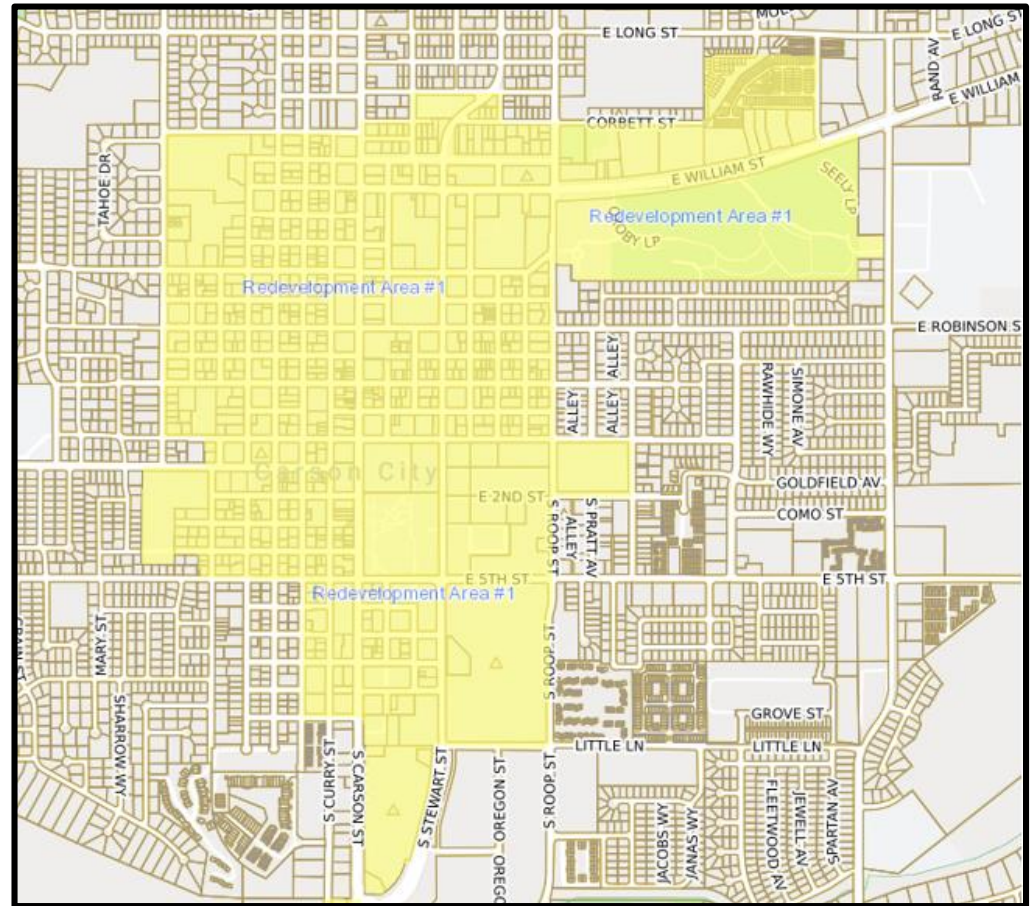 E LONG ST
E LONG ST
RAND AV
E WILLIAM
CORBETT ST
TAHOE DR
E WILLIAM ST
SEELY LP
Redevelopment Area #1
Redevelopment Area #1
E ROBINSON S
ALLEY
ALLEY
ALLEY
RAWHIDE WY
SIMONE AV
Carson City
GOLDFIELD AV
E 2ND ST
COMO ST
S ROOP ST
ALLEY
S PRATT AV
E 5TH ST
E 5TH ST
Redevelopment Area #1
MARY ST
S ROOP ST
SHARROW WY
GROVE ST
LITTLE LN
LITTLE LN
S CURRY ST
S CARSON ST
S STEWART ST
OREGON ST
S ROOP ST
JACOBS WY
JANAS WY
FLEETWOOD AV
JEWELL AV
SPARTAN AV